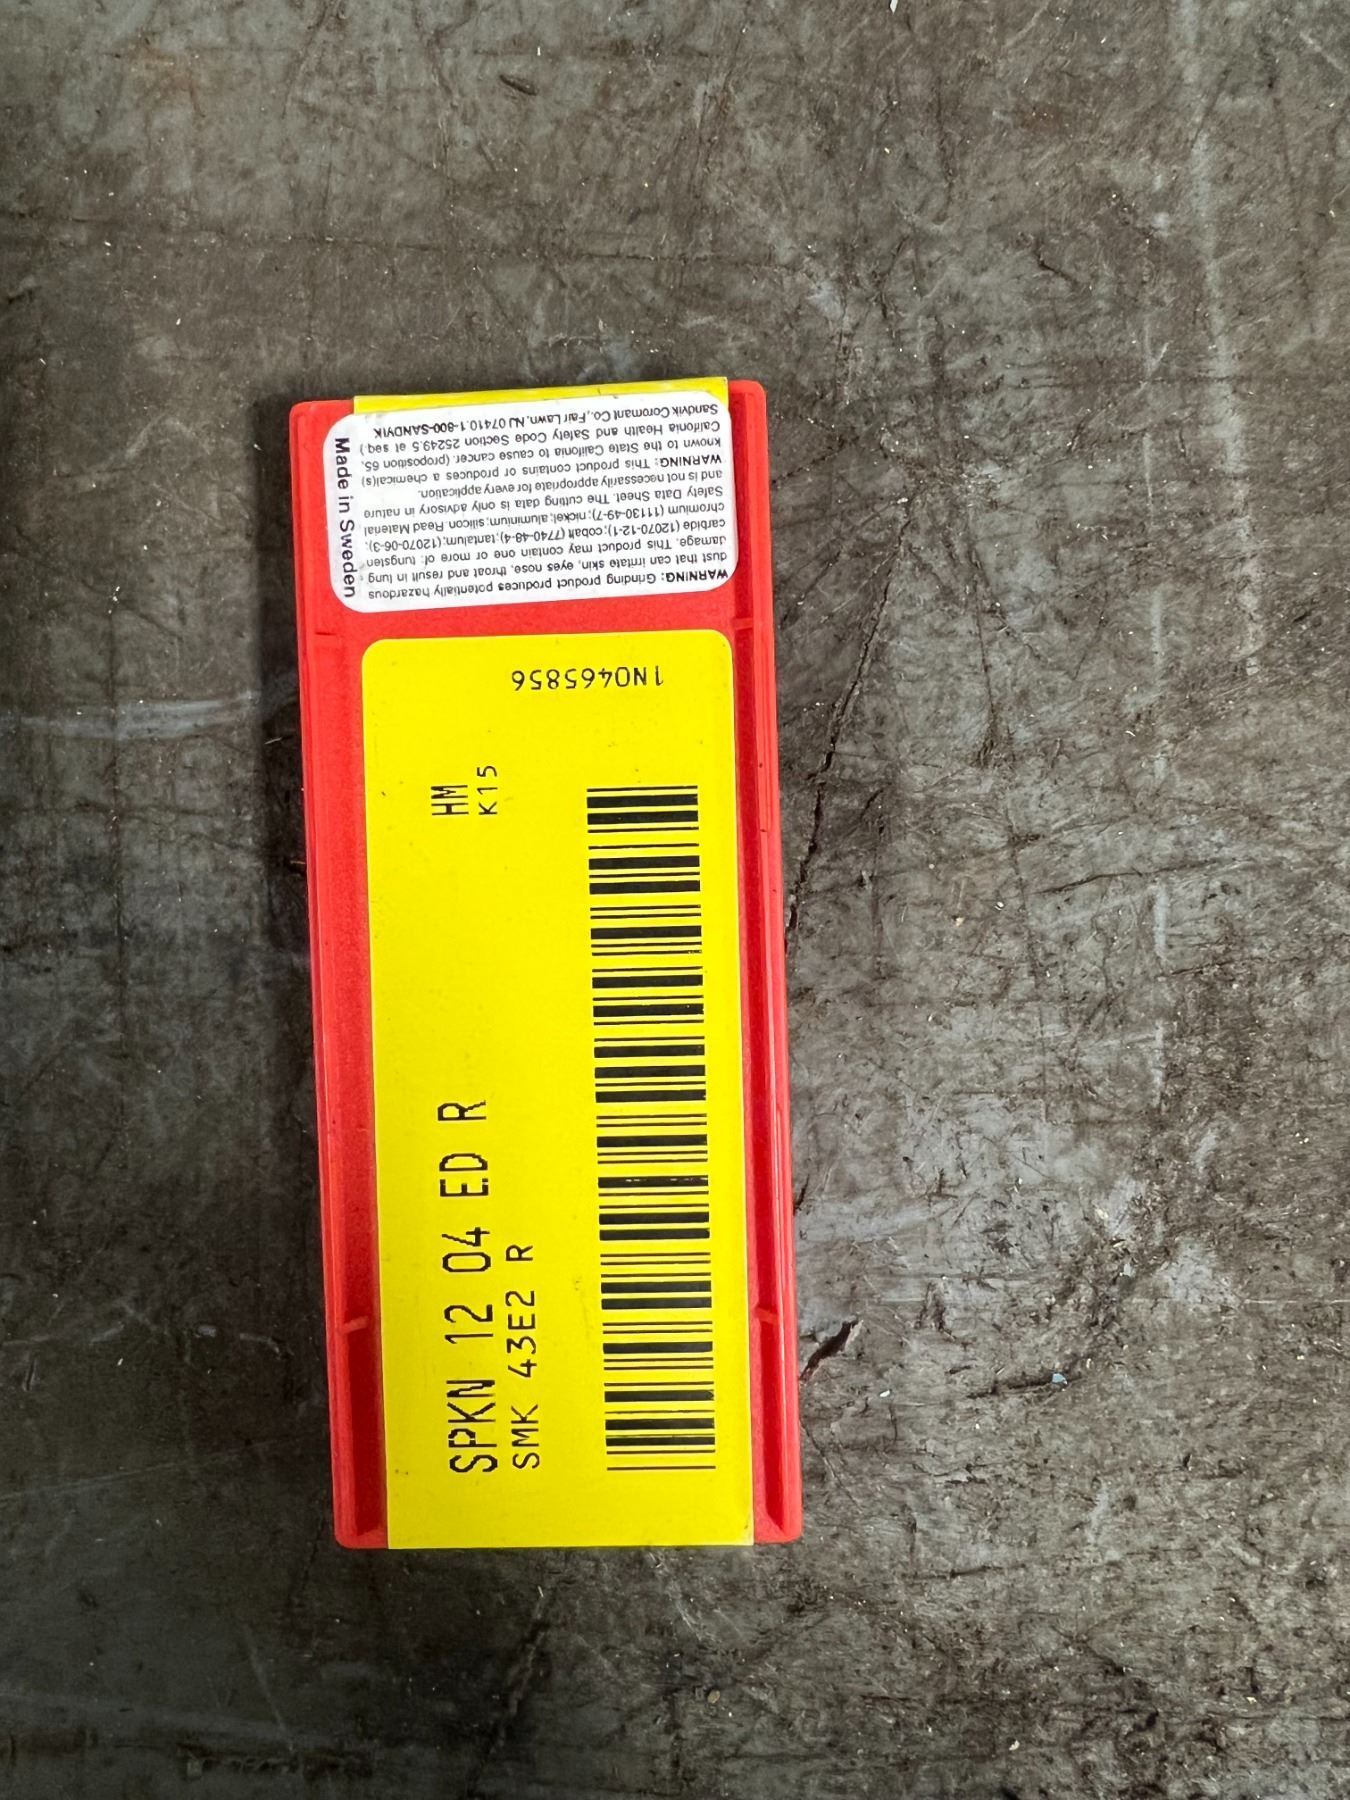 SPKN 12 04 ED R
SMK 43E2 R
HM
K15
1N0465856
Made in Sweden
WARNING: Grinding product produces potentially hazardous
dust that can irritate skin, eyes nose, throat and result in lung
damage. This product may contain one or more of: tungsten
carbide (12070-12-1); cobalt (7740-48-4); tantalum; (12070-06-3);
chromium (11130-49-7); nickel; aluminium; silicon; Read Material
Safety Data Sheet. The cutting data is only advisory in nature
and is not necessarily appropriate for every application.
WARNING: This product contains or produces a chemical(s)
known to the State California to cause cancer. (proposition 65,
California Health and Safety Code Section 25249.5 et seq.)
Sandvik Coromant Co., Fair Lawn, NJ 07410.1-800-SANDVIK